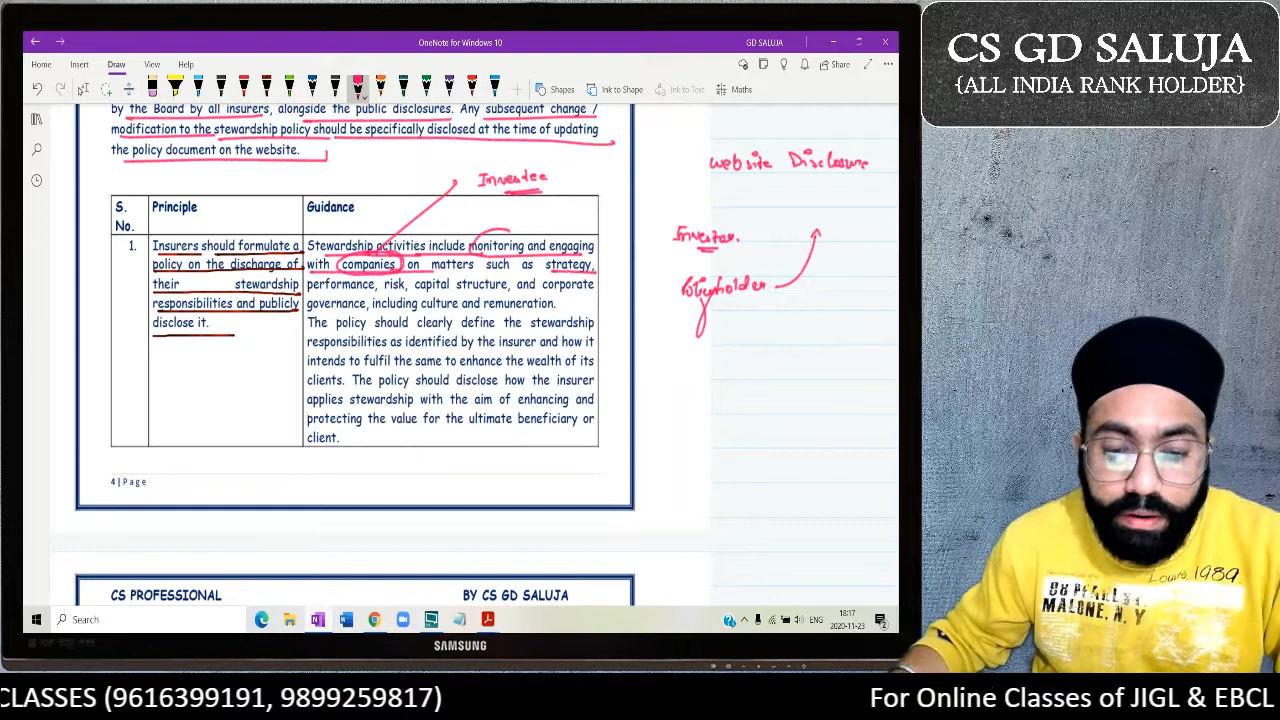 OneNote for Windows 10
GD SALUJA
Home Insert Draw View Help
Share
Shapes
Ink to Shape
Ink to Text
Maths
by the Board by all insurers, alongside the public disclosures. Any subsequent change /
modification to the stewardship policy should be specifically disclosed at the time of updating
the policy document on the website.
website Disclosure
Investee
S. No.
Principle
Guidance
1.
Insurers should formulate a
policy on the discharge of
their stewardship
responsibilities and publicly
disclose it.
Stewardship activities include monitoring and engaging
with companies on matters such as strategy,
performance, risk, capital structure, and corporate
governance, including culture and remuneration.
The policy should clearly define the stewardship
responsibilities as identified by the insurer and how it
intends to fulfil the same to enhance the wealth of its
clients. The policy should disclose how the insurer
applies stewardship with the aim of enhancing and
protecting the value for the ultimate beneficiary or
client.
Investor.
Policyholder
4 | Page
CS PROFESSIONAL
BY CS GD SALUJA
Search
ENG
18:17
2020-11-23
SAMSUNG
CS GD SALUJA
{ALL INDIA RANK HOLDER}
1989
MALONE, N.Y
CLASSES (9616399191, 9899259817)
For Online Classes of JIGL & EBCL